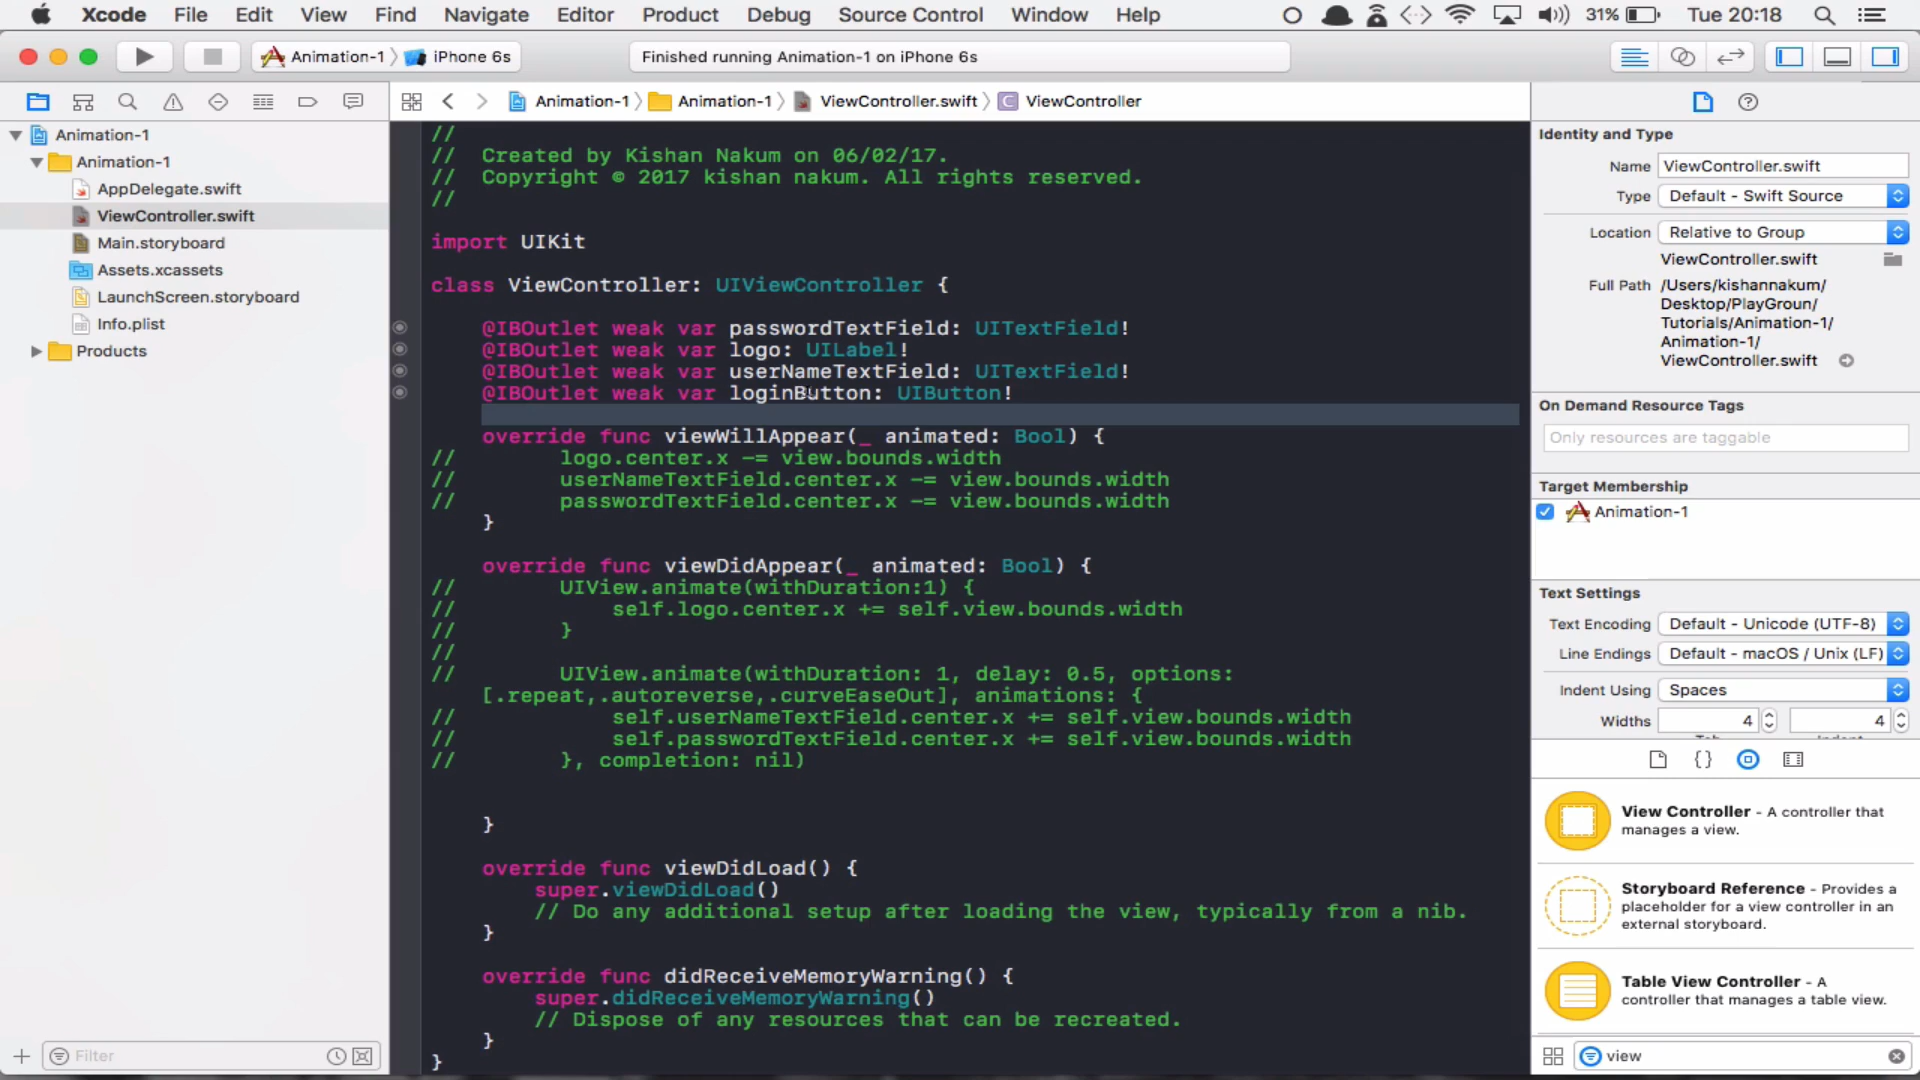 Xcode File Edit View Find Navigate Editor Product Debug Source Control Window Help 31% Tue 20:18
Animation-1 iPhone 6s Finished running Animation-1 on iPhone 6s
Animation-1 Animation-1 ViewController.swift ViewController
Animation-1
Animation-1
AppDelegate.swift
ViewController.swift
Main.storyboard
Assets.xcassets
LaunchScreen.storyboard
Info.plist
Products
Filter
//
// Created by Kishan Nakum on 06/02/17.
// Copyright © 2017 kishan nakum. All rights reserved.
//
import UIKit
class ViewController: UIViewController {
@IBOutlet weak var passwordTextField: UITextField!
@IBOutlet weak var logo: UILabel!
@IBOutlet weak var userNameTextField: UITextField!
@IBOutlet weak var loginButton: UIButton!
override func viewWillAppear(_ animated: Bool) {
// logo.center.x -= view.bounds.width
// userNameTextField.center.x -= view.bounds.width
// passwordTextField.center.x -= view.bounds.width
}
override func viewDidAppear(_ animated: Bool) {
// UIView.animate(withDuration:1) {
// self.logo.center.x += self.view.bounds.width
// }
//
// UIView.animate(withDuration: 1, delay: 0.5, options:
[.repeat,.autoreverse,.curveEaseOut], animations: {
// self.userNameTextField.center.x += self.view.bounds.width
// self.passwordTextField.center.x += self.view.bounds.width
// }, completion: nil)
}
override func viewDidLoad() {
super.viewDidLoad()
// Do any additional setup after loading the view, typically from a nib.
}
override func didReceiveMemoryWarning() {
super.didReceiveMemoryWarning()
// Dispose of any resources that can be recreated.
}
}
Identity and Type
Name ViewController.swift
Type Default - Swift Source
Location Relative to Group
ViewController.swift
Full Path /Users/kishannakum/
Desktop/PlayGroun/
Tutorials/Animation-1/
Animation-1/
ViewController.swift
On Demand Resource Tags
Only resources are taggable
Target Membership
Animation-1
Text Settings
Text Encoding Default - Unicode (UTF-8)
Line Endings Default - macOS / Unix (LF)
Indent Using Spaces
Widths 4 4
View Controller - A controller that
manages a view.
Storyboard Reference - Provides a
placeholder for a view controller in an
external storyboard.
Table View Controller - A
controller that manages a table view.
view